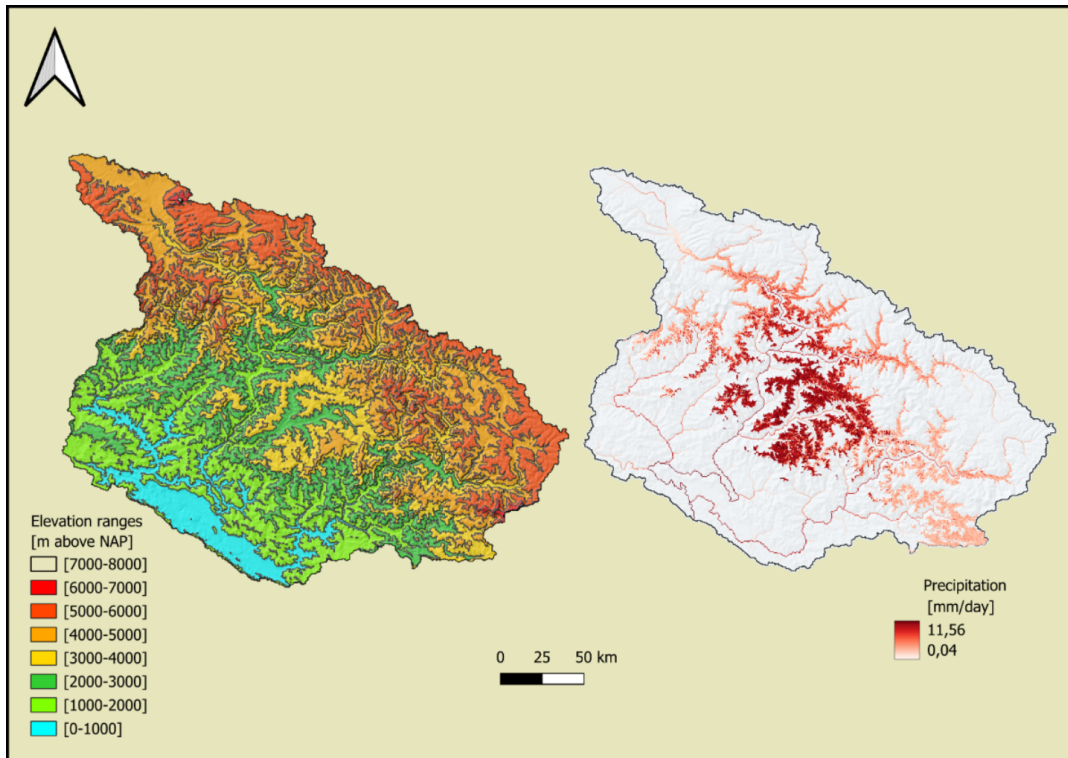 Elevation ranges
[m above NAP]
[7000-8000]
[6000-7000]
[5000-6000]
[4000-5000]
[3000-4000]
[2000-3000]
[1000-2000]
[0-1000]
0 25 50 km
Precipitation
[mm/day]
11,56
0,04